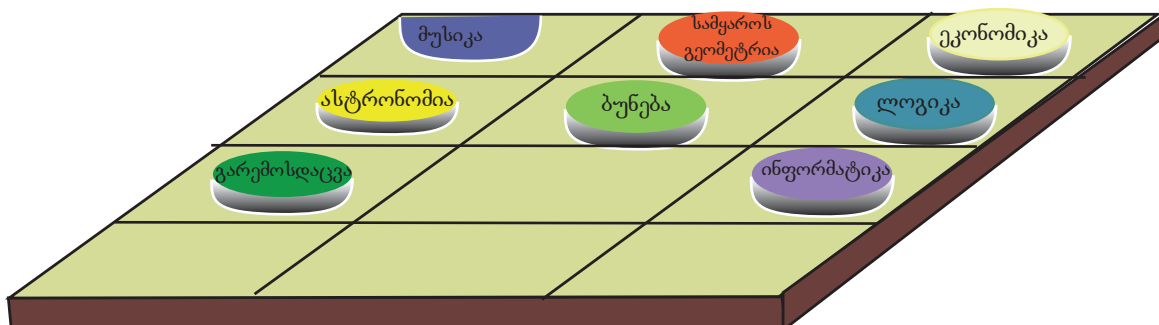 მუსიკა
სამყაროს
გეომეტრია
ეკონომიკა
ასტრონომია
ბუნება
ლოგიკა
გარემოსდაცვა
ინფორმატიკა